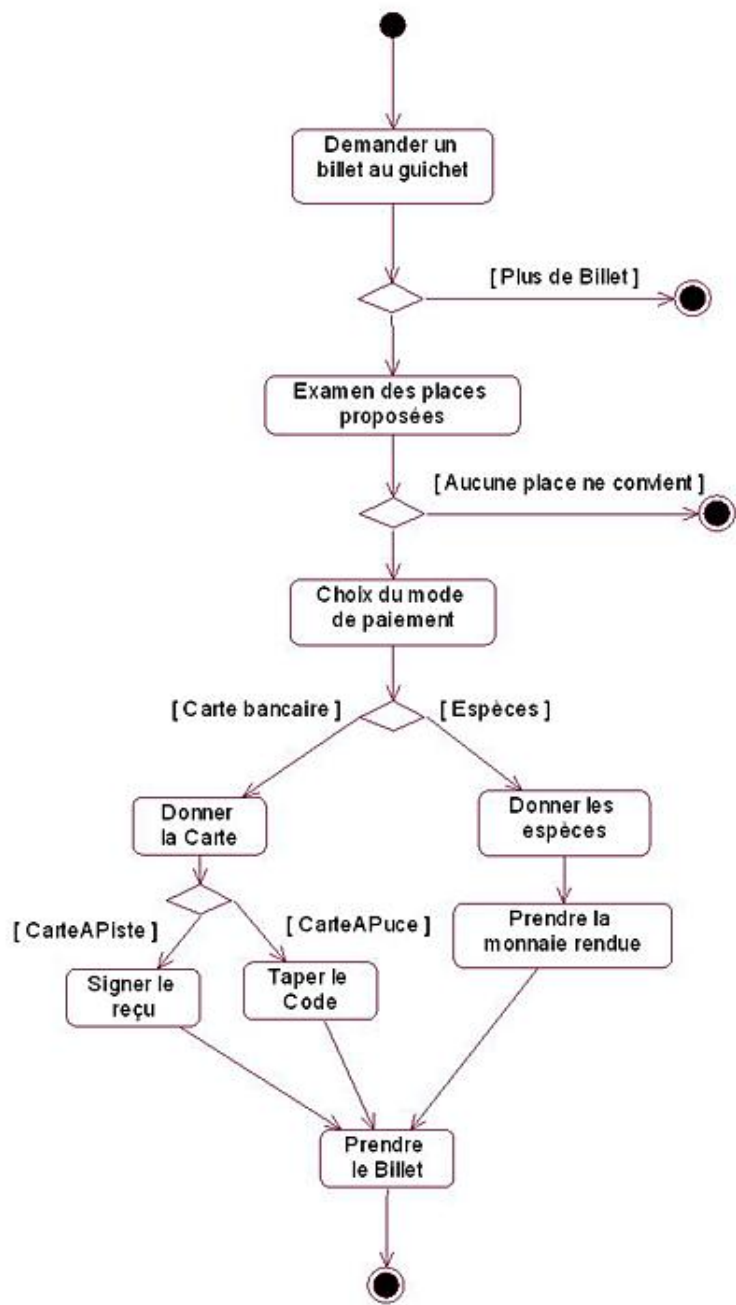 Demander un
billet au guichet
[ Plus de Billet ]
Examen des places
proposées
[ Aucune place ne convient ]
Choix du mode
de paiement
[ Carte bancaire ]
[ Espèces ]
Donner
la Carte
Donner les
espèces
[ CarteAPiste ]
[ CarteAPuce ]
Prendre la
monnaie rendue
Signer le
reçu
Taper le
Code
Prendre
le Billet